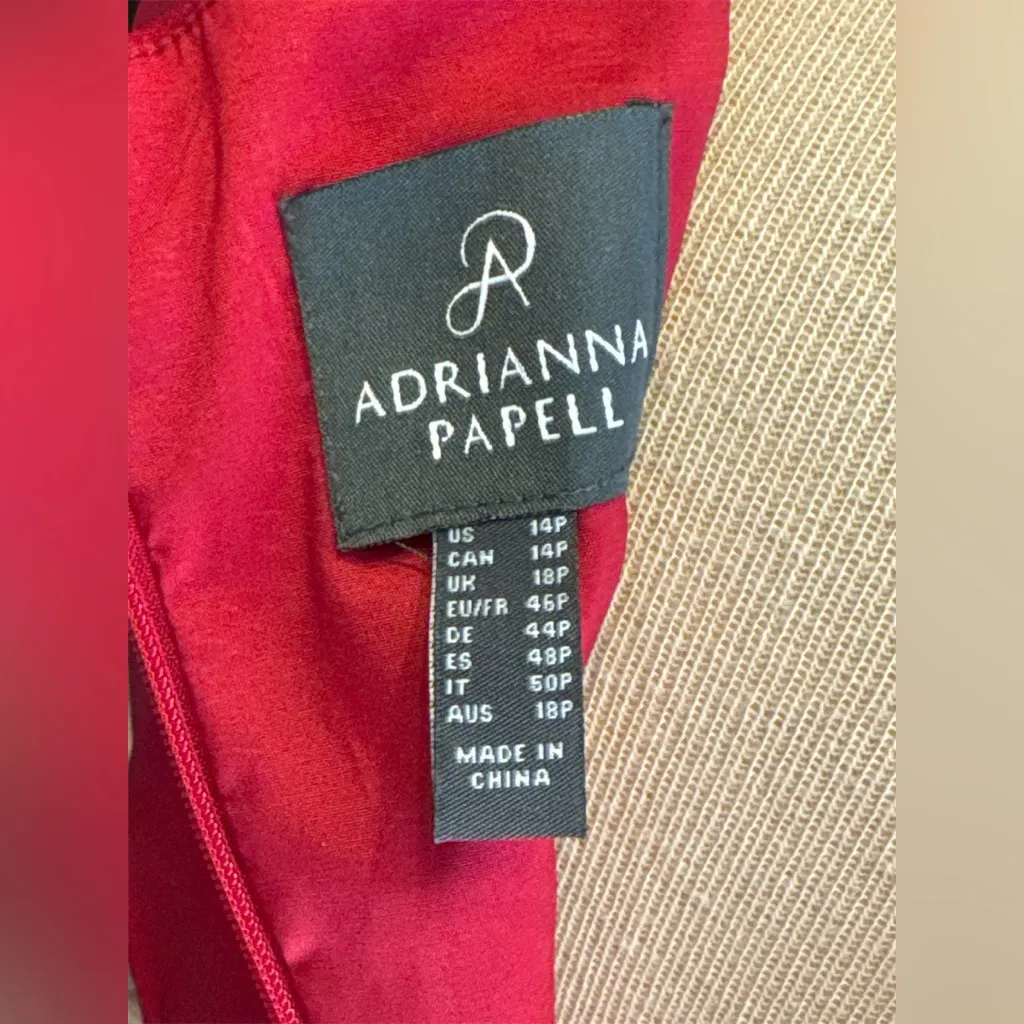 ADRIANNA
PAPELL
US 14P
CAN 14P
UK 18P
EU/FR 46P
DE 44P
ES 48P
IT 50P
AUS 18P
MADE IN
CHINA